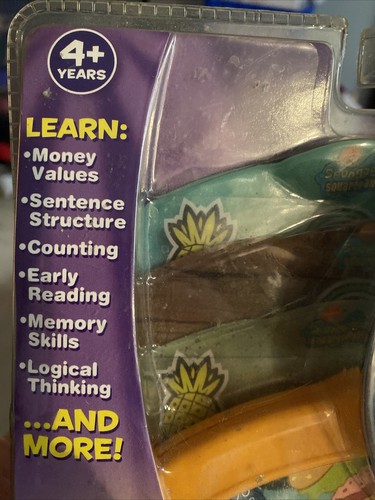 4+
YEARS
LEARN:
•Money
Values
•Sentence
Structure
•Counting
•Early
Reading
•Memory
Skills
•Logical
Thinking
...AND
MORE!